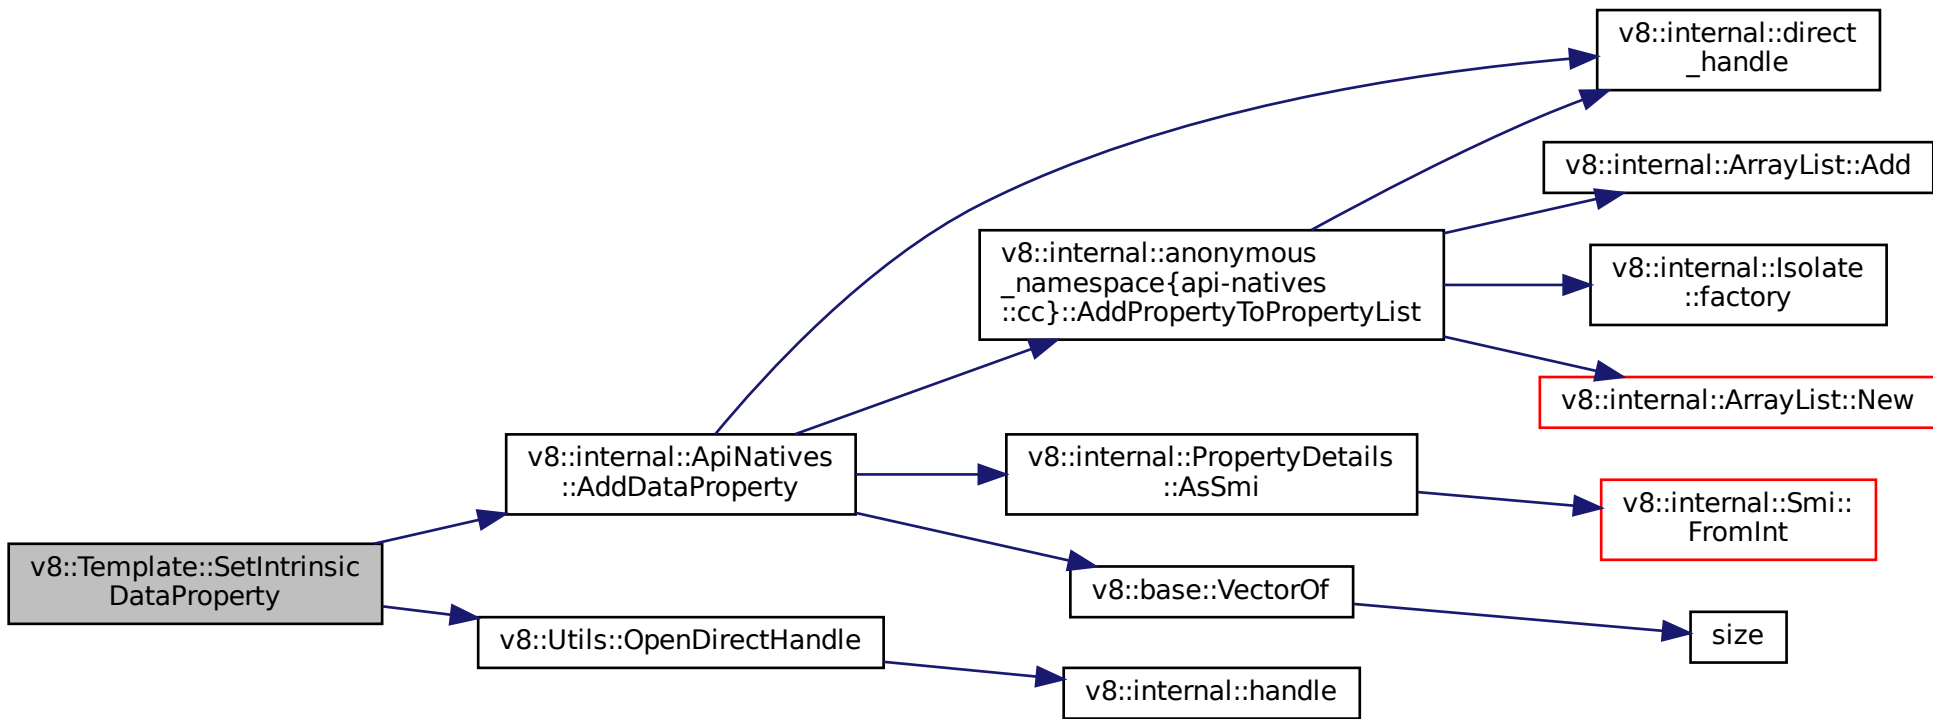 v8::Template::SetIntrinsic
DataProperty
v8::internal::ApiNatives
::AddDataProperty
v8::internal::direct
_handle
v8::internal::anonymous
_namespace{api-natives
::cc}::AddPropertyToPropertyList
v8::internal::ArrayList::Add
v8::internal::Isolate
::factory
v8::internal::ArrayList::New
v8::internal::PropertyDetails
::AsSmi
v8::internal::Smi::
FromInt
v8::base::VectorOf
size
v8::Utils::OpenDirectHandle
v8::internal::handle